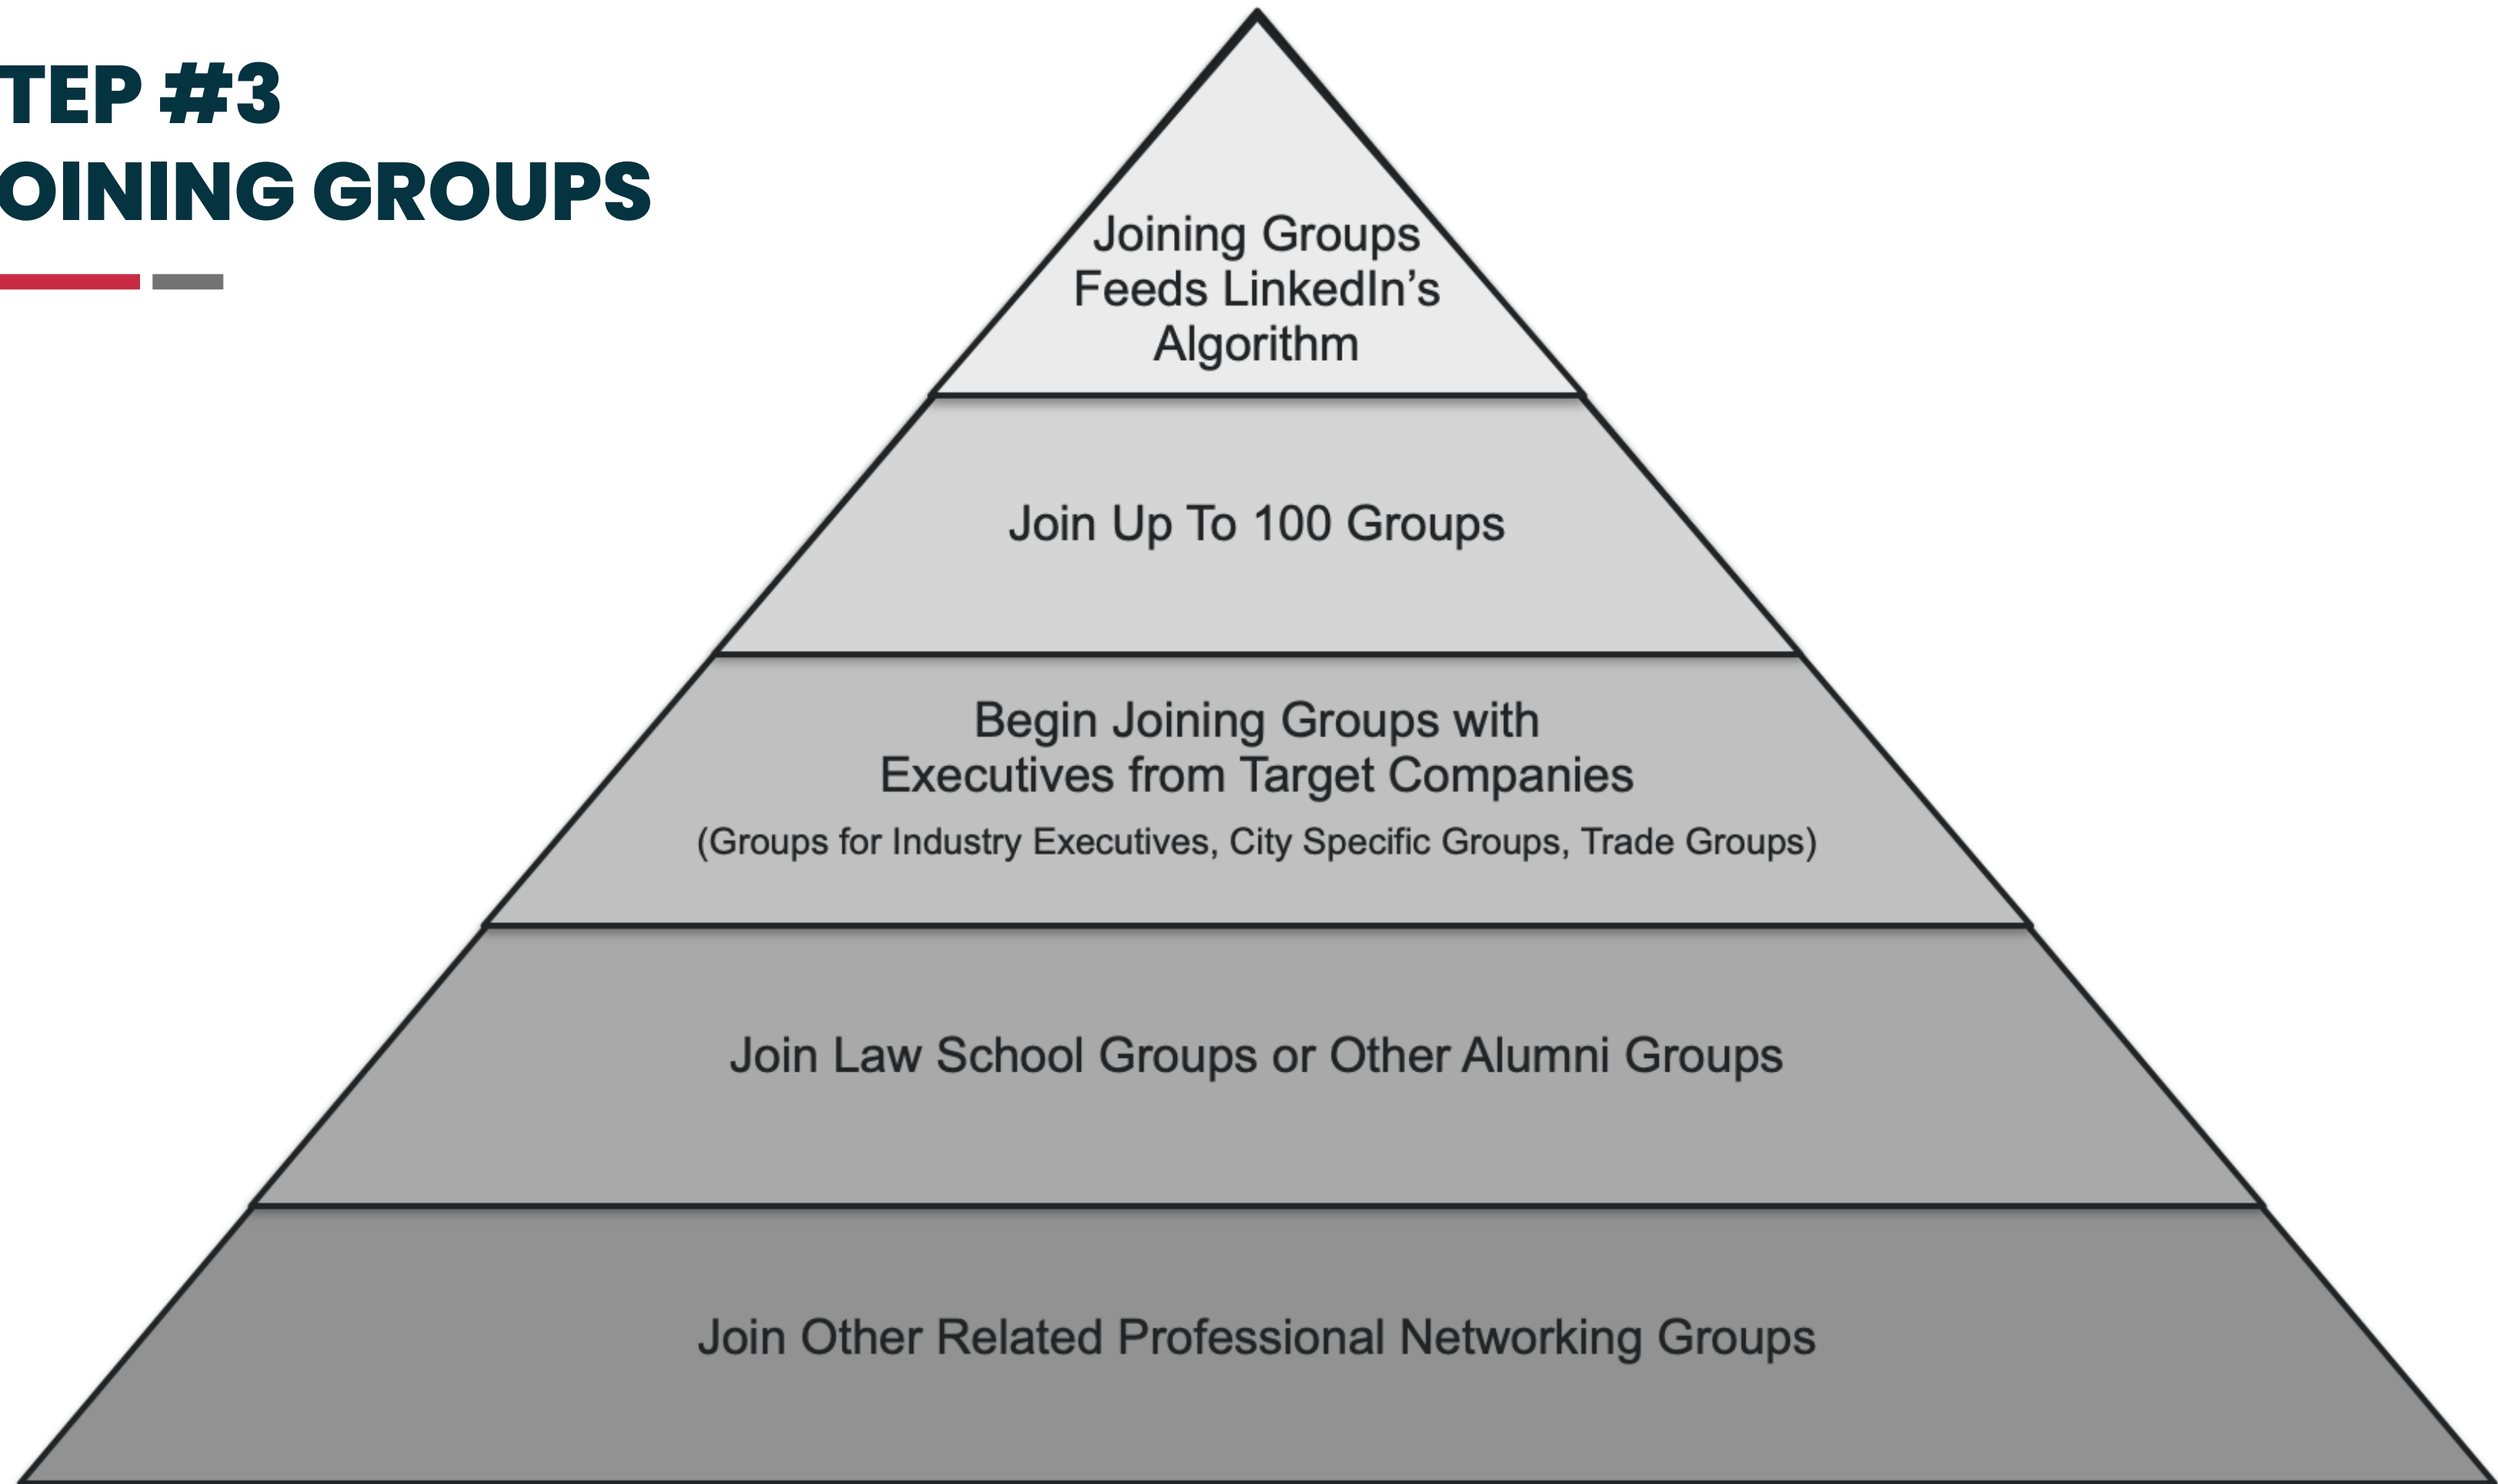 TEP #3
OINING GROUPS
Joining Groups
Feeds LinkedIn’s
Algorithm
Join Up To 100 Groups
Begin Joining Groups with
Executives from Target Companies
(Groups for Industry Executives, City Specific Groups, Trade Groups)
Join Law School Groups or Other Alumni Groups
Join Other Related Professional Networking Groups